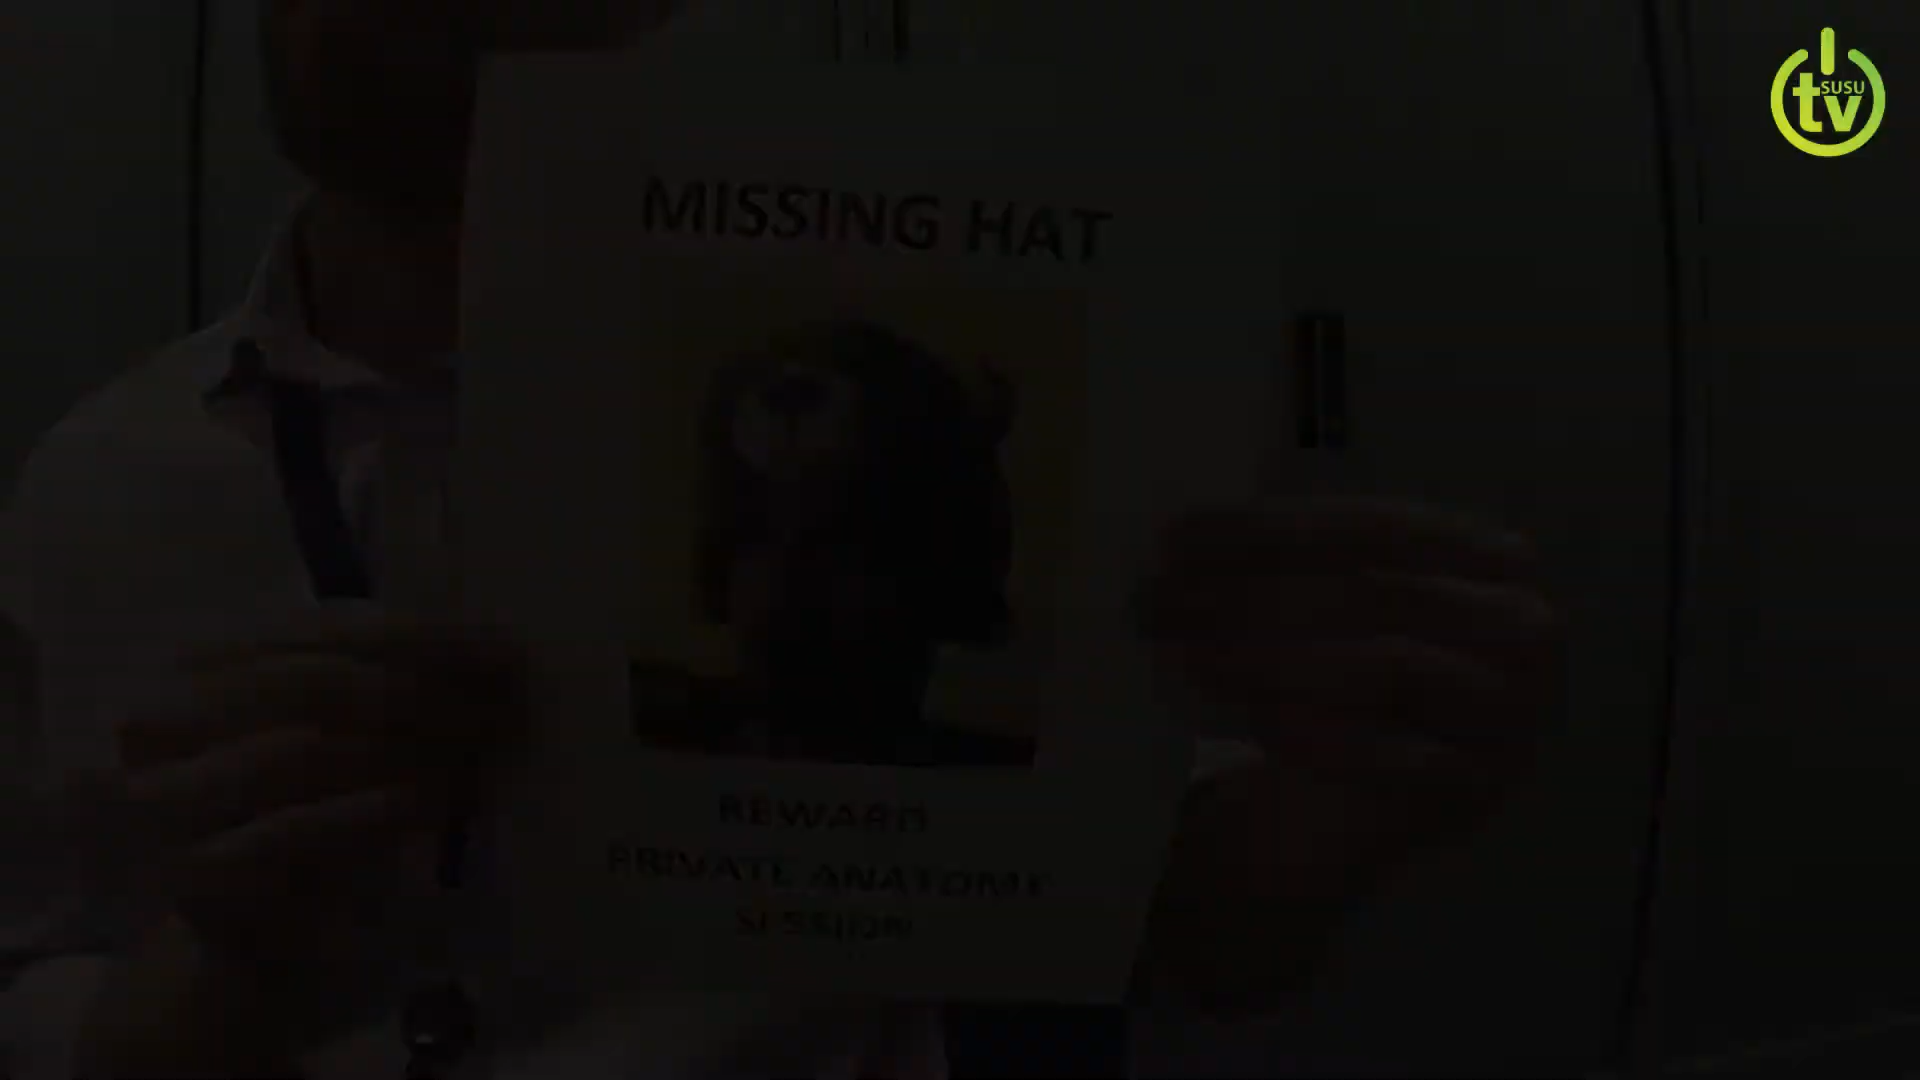 SUSU
tv
MISSING HAT
REWARD
PRIVATE ANATOMY
SESSION